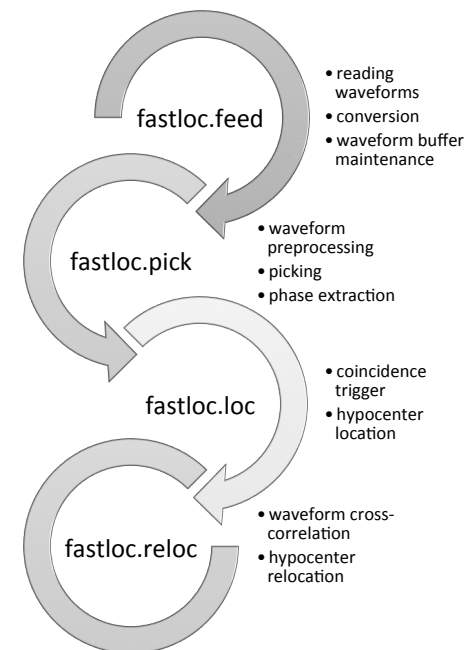 fastloc.feed
• reading
waveforms
• conversion
• waveform buffer
maintenance
fastloc.pick
• waveform
preprocessing
• picking
• phase extraction
fastloc.loc
• coincidence
trigger
• hypocenter
location
fastloc.reloc
• waveform cross-
correlation
• hypocenter
relocation